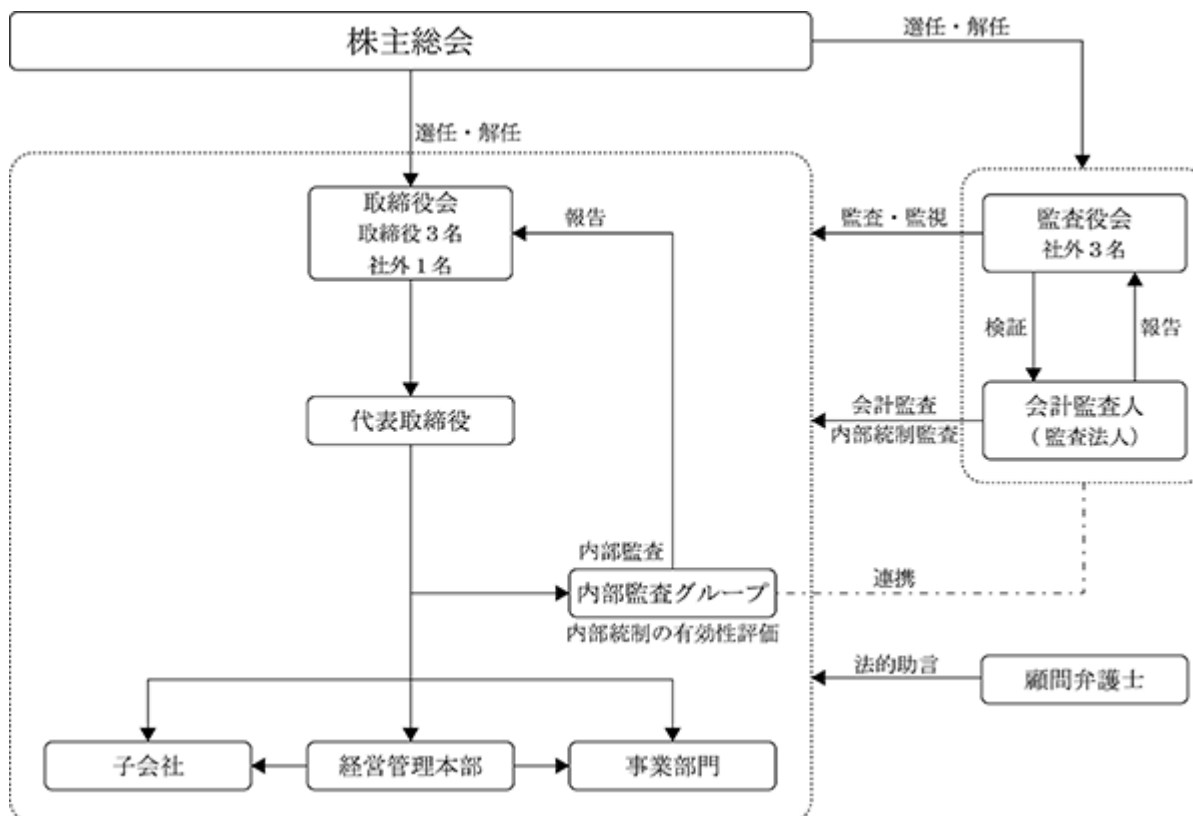 株主総会
選任・解任
選任・解任
取締役会
取締役3名
社外1名
報告
監査・監視
監査役会
社外3名
検証
報告
代表取締役
会計監査
内部統制監査
会計監査人
(監査法人)
内部監査
内部監査グループ
内部統制の有効性評価
連携
法的助言
顧問弁護士
子会社
経営管理本部
事業部門